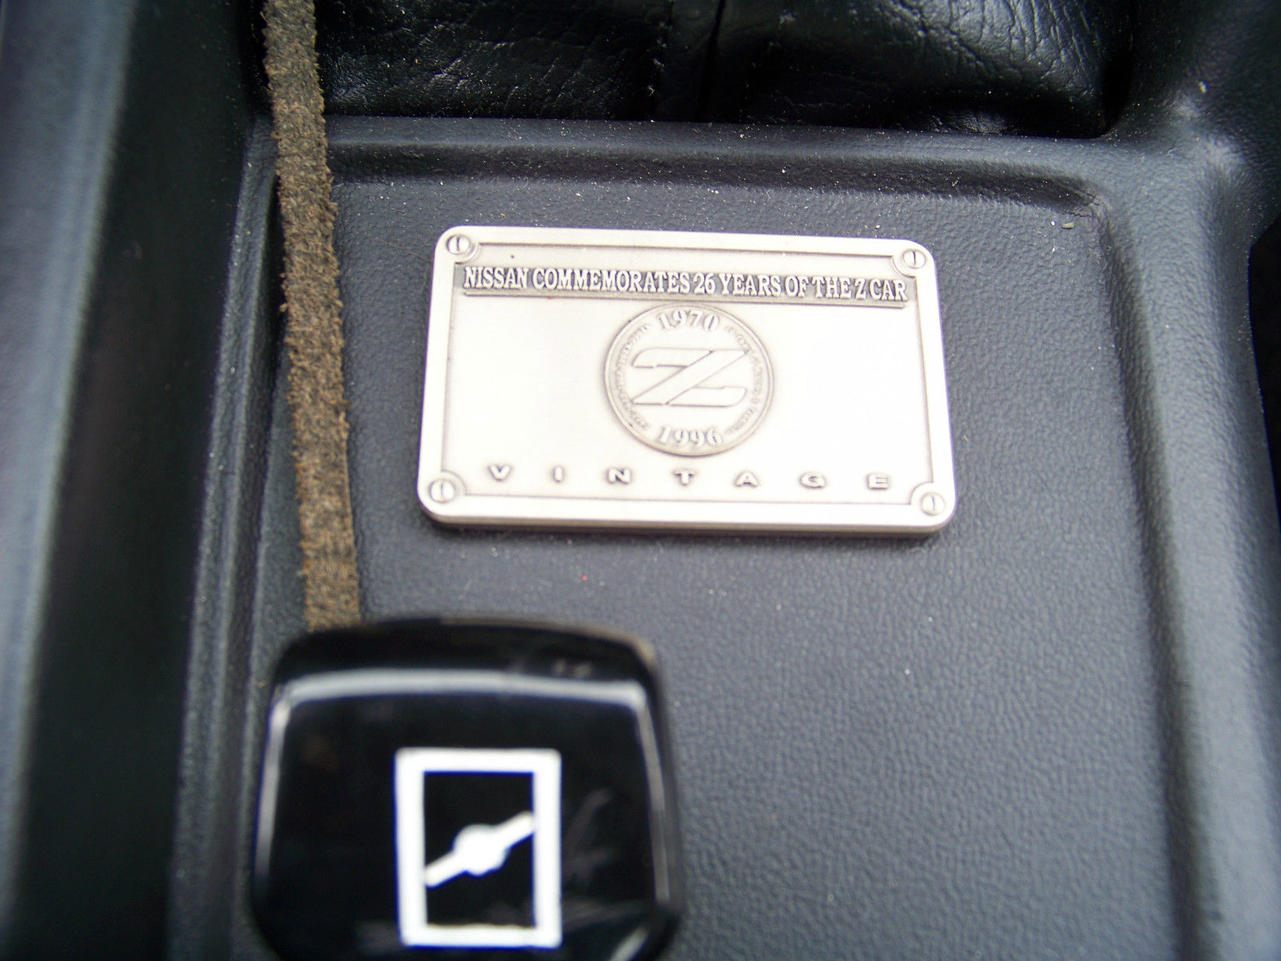 NISSAN COMMEMORATES 26 YEARS OF THE Z CAR
1970
Z
1996
VINTAGE